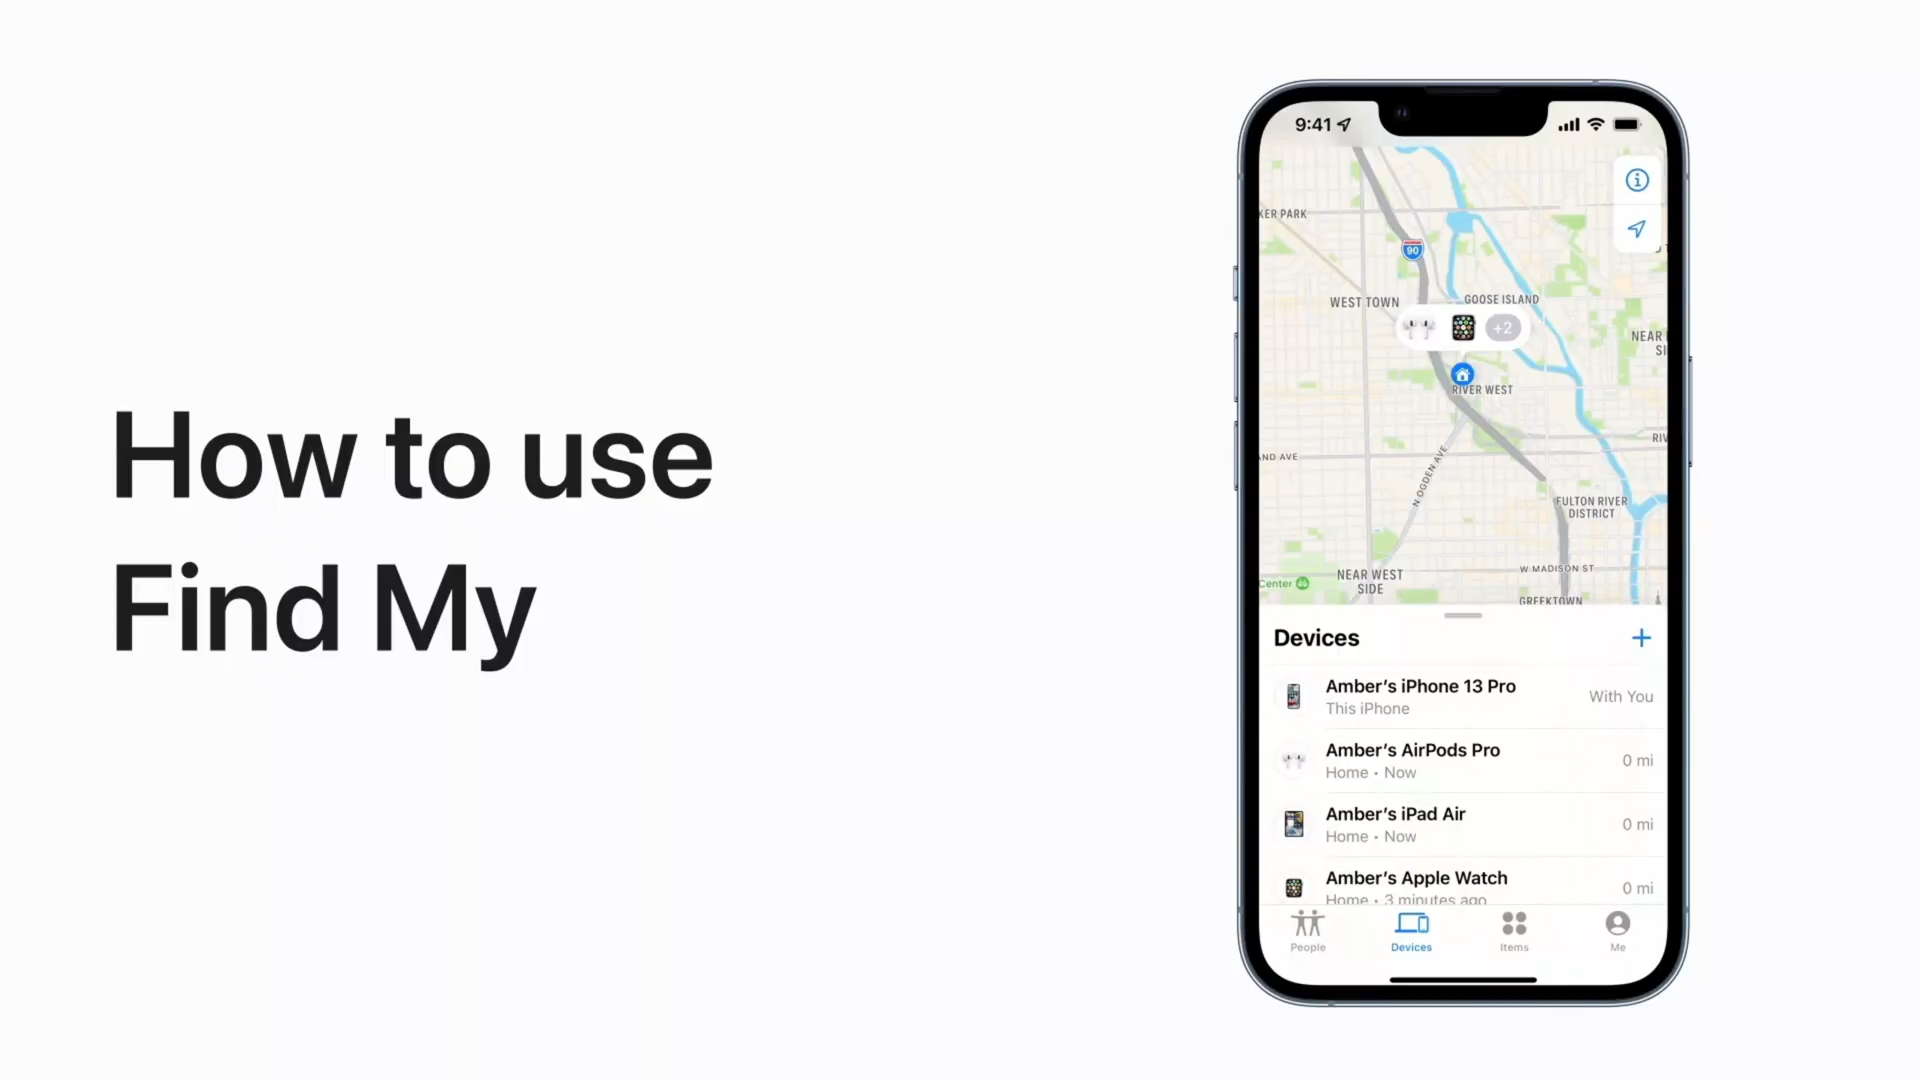 How to use
Find My
9:41
KER PARK
90
WEST TOWN
GOOSE ISLAND
+2
NEAR
SI
RIVER WEST
RIV
ND AVE
N OGDEN AVE
FULTON RIVER
DISTRICT
W MADISON ST
NEAR WEST
SIDE
Center
GREEKTOWN
Devices
Amber’s iPhone 13 Pro
This iPhone
With You
Amber’s AirPods Pro
Home • Now
0 mi
Amber’s iPad Air
Home • Now
0 mi
Amber’s Apple Watch
Home • 3 minutes ago
0 mi
People
Devices
Items
Me